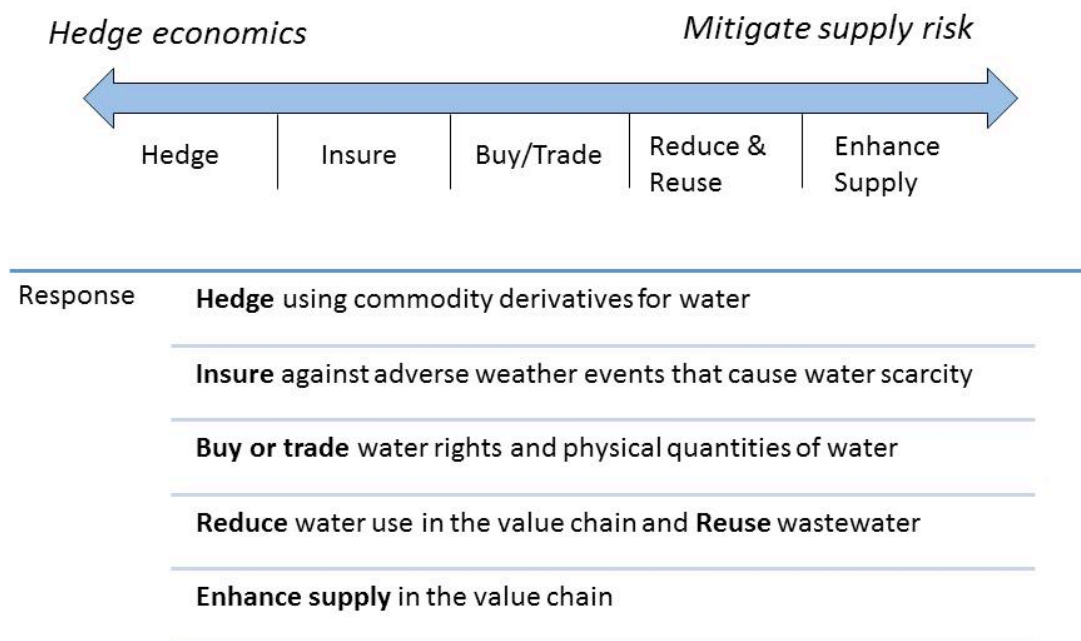 Hedge economics
Mitigate supply risk
Hedge
Insure
Buy/Trade
Reduce &
Reuse
Enhance
Supply
Response
Hedge using commodity derivatives for water
Insure against adverse weather events that cause water scarcity
Buy or trade water rights and physical quantities of water
Reduce water use in the value chain and Reuse wastewater
Enhance supply in the value chain